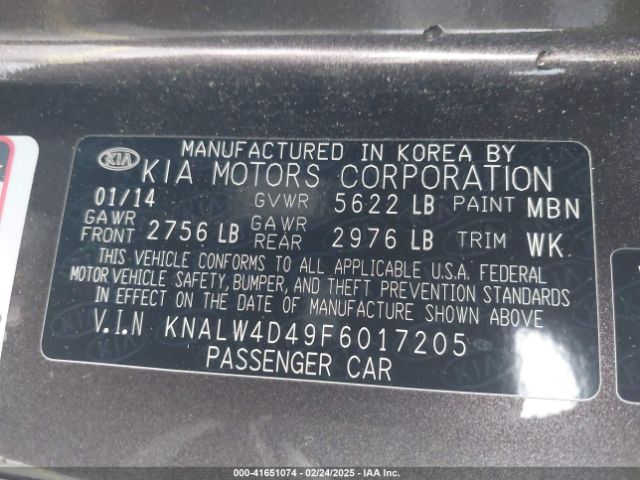 MANUFACTURED IN KOREA BY
KIA KIA MOTORS CORPORATION
01/14 GVWR 5622 LB PAINT MBN
GAWR FRONT 2756 LB GAWR REAR 2976 LB TRIM WK
THIS VEHICLE CONFORMS TO ALL APPLICABLE U.S.A. FEDERAL
MOTOR VEHICLE SAFETY, BUMPER, AND THEFT PREVENTION STANDARDS
IN EFFECT ON THE DATE OF MANUFACTURE SHOWN ABOVE
V.I.N KNALW4D49F6017205
PASSENGER CAR
000-41651074 - 02/24/2025 - IAA Inc.